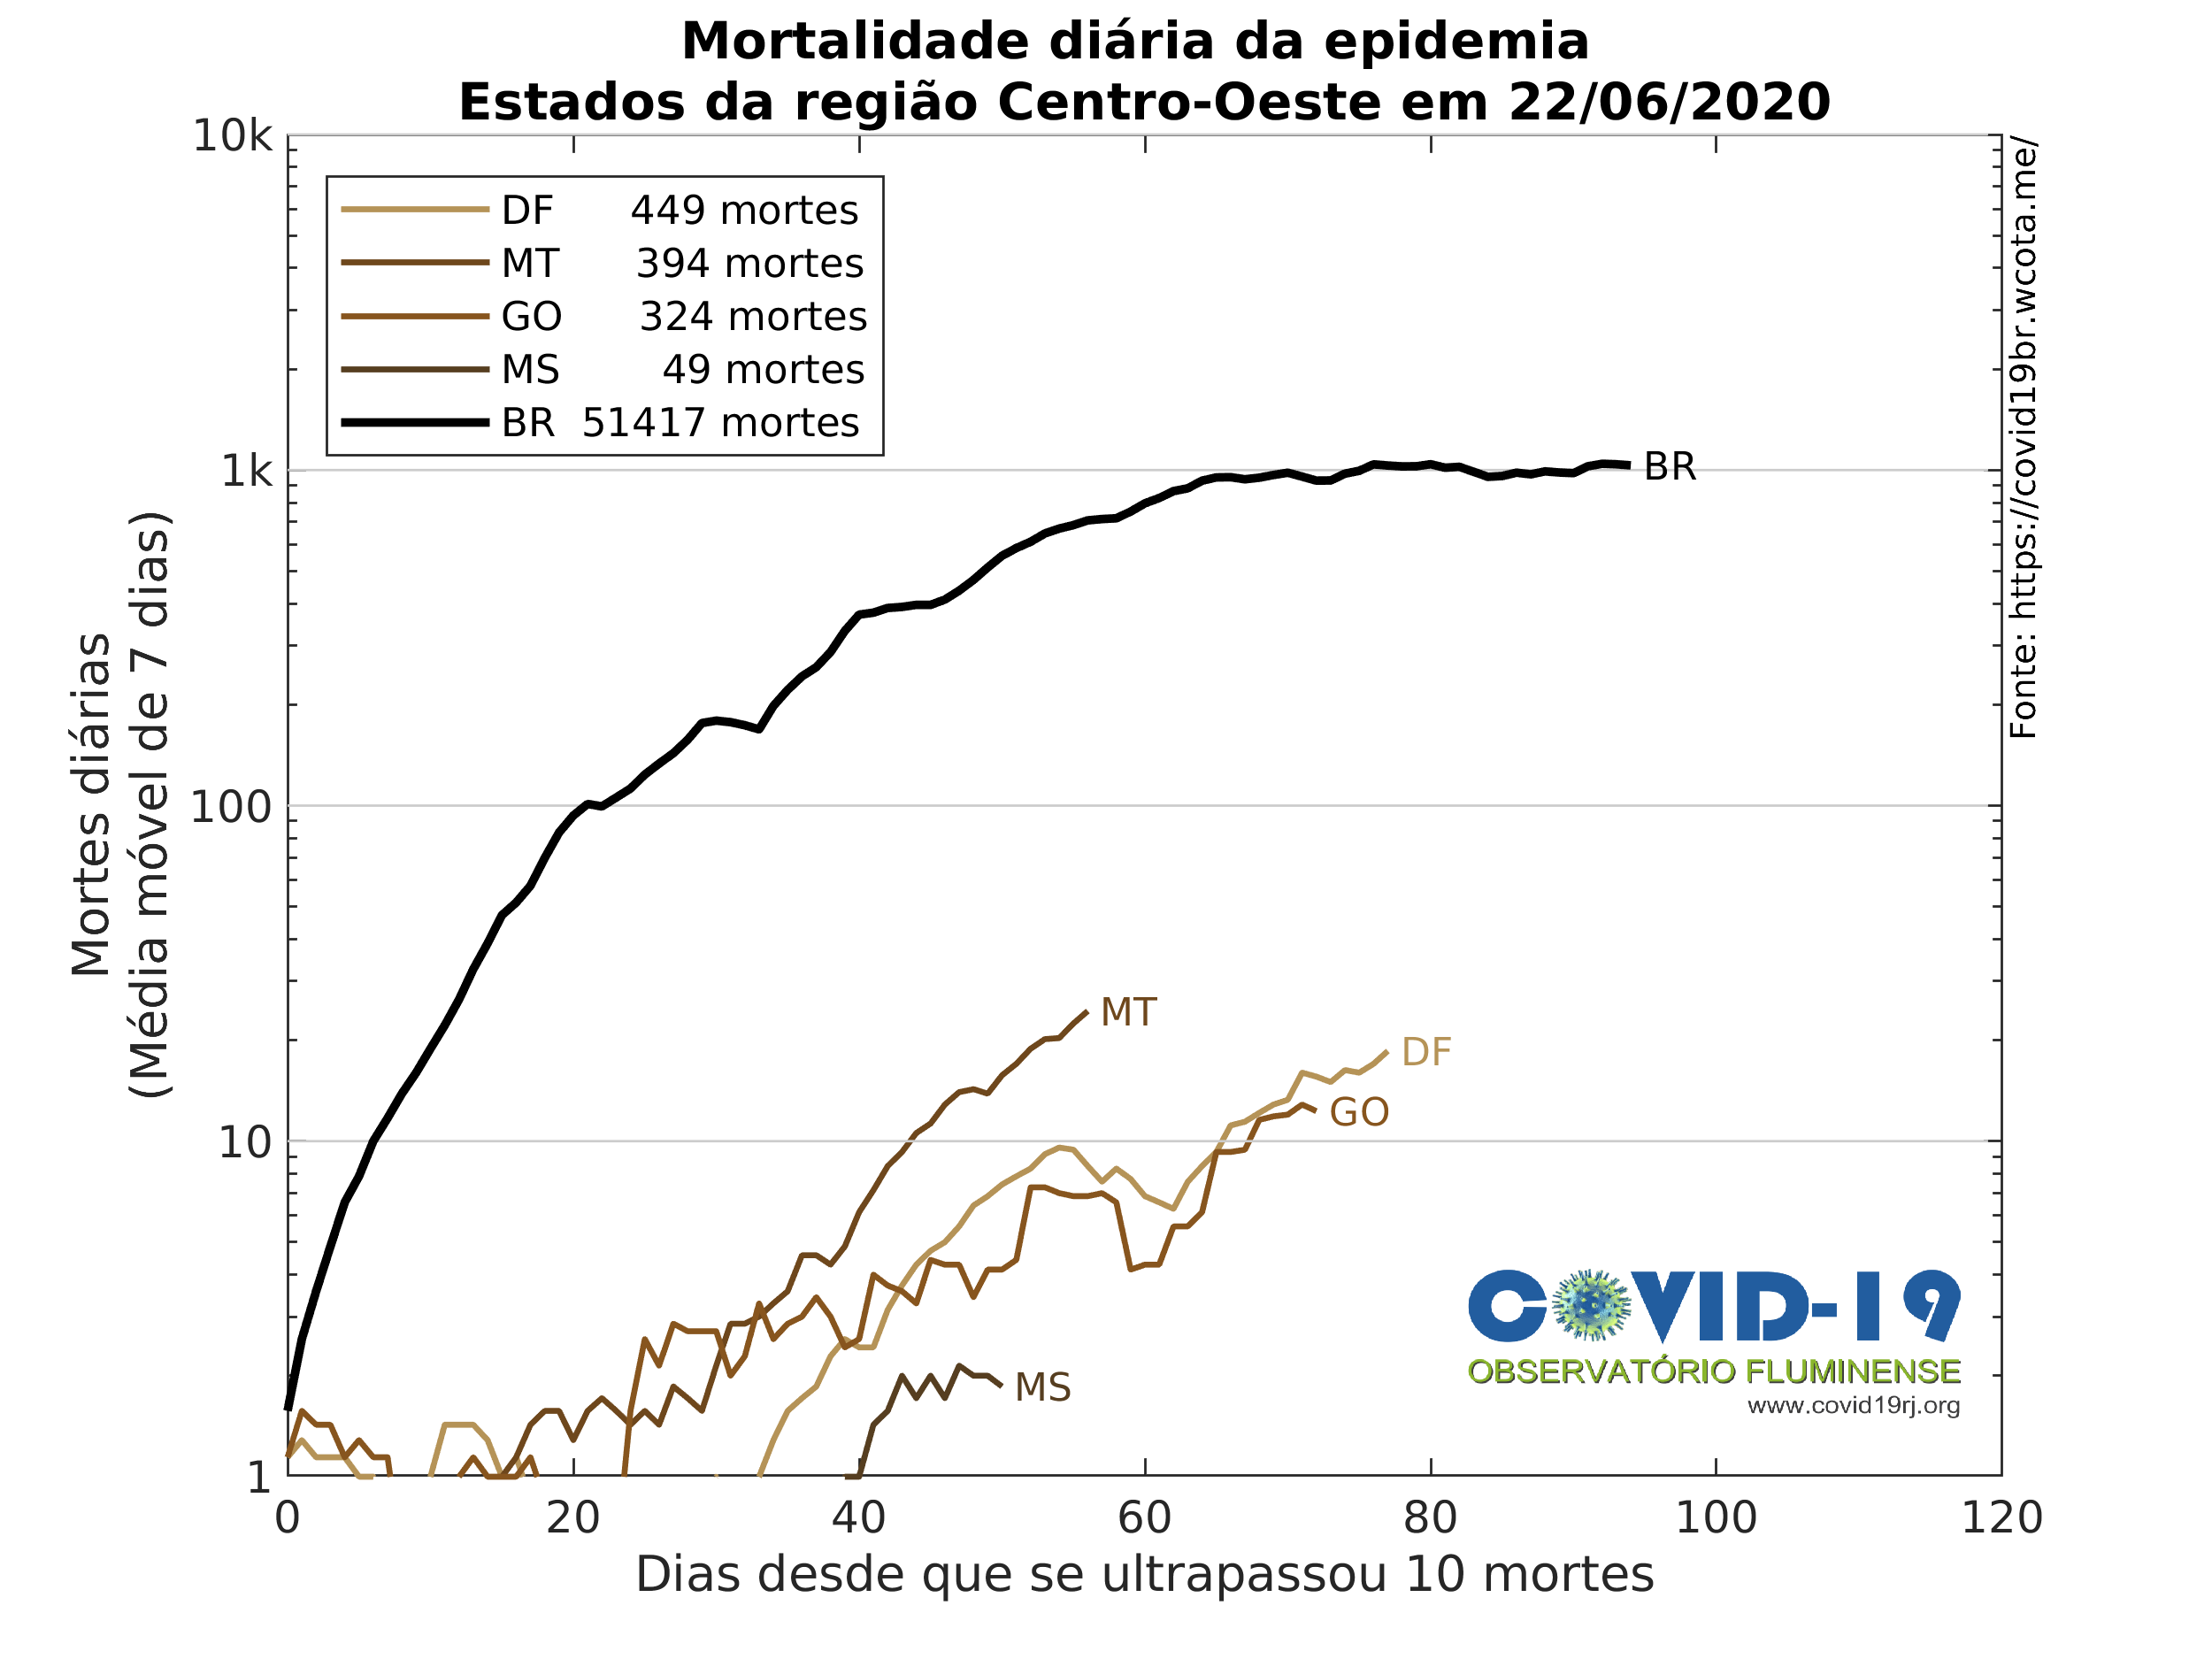 Mortalidade diária da epidemia
Estados da região Centro-Oeste em 22/06/2020
10k
1k
100
10
1
DF 449 mortes
MT 394 mortes
GO 324 mortes
MS 49 mortes
BR 51417 mortes
Mortes diárias
(Média móvel de 7 dias)
Fonte: https://covid19br.wcota.me/
BR
MT
DF
GO
MS
COVID-19
OBSERVATÓRIO FLUMINENSE
www.covid19rj.org
0 20 40 60 80 100 120
Dias desde que se ultrapassou 10 mortes